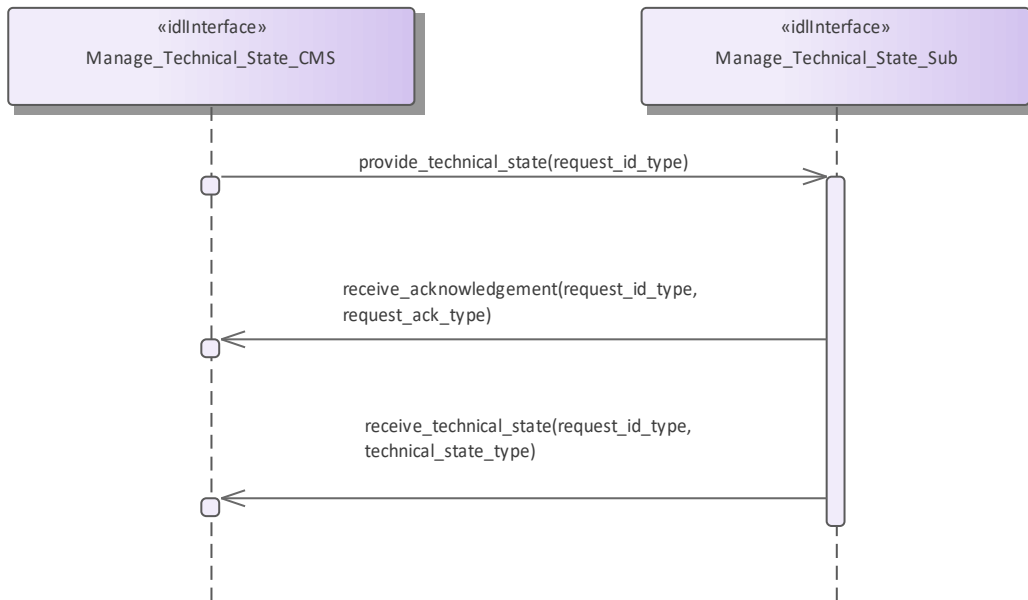 «idlInterface»
Manage_Technical_State_CMS
«idlInterface»
Manage_Technical_State_Sub
provide_technical_state(request_id_type)
receive_acknowledgement(request_id_type,
request_ack_type)
receive_technical_state(request_id_type,
technical_state_type)